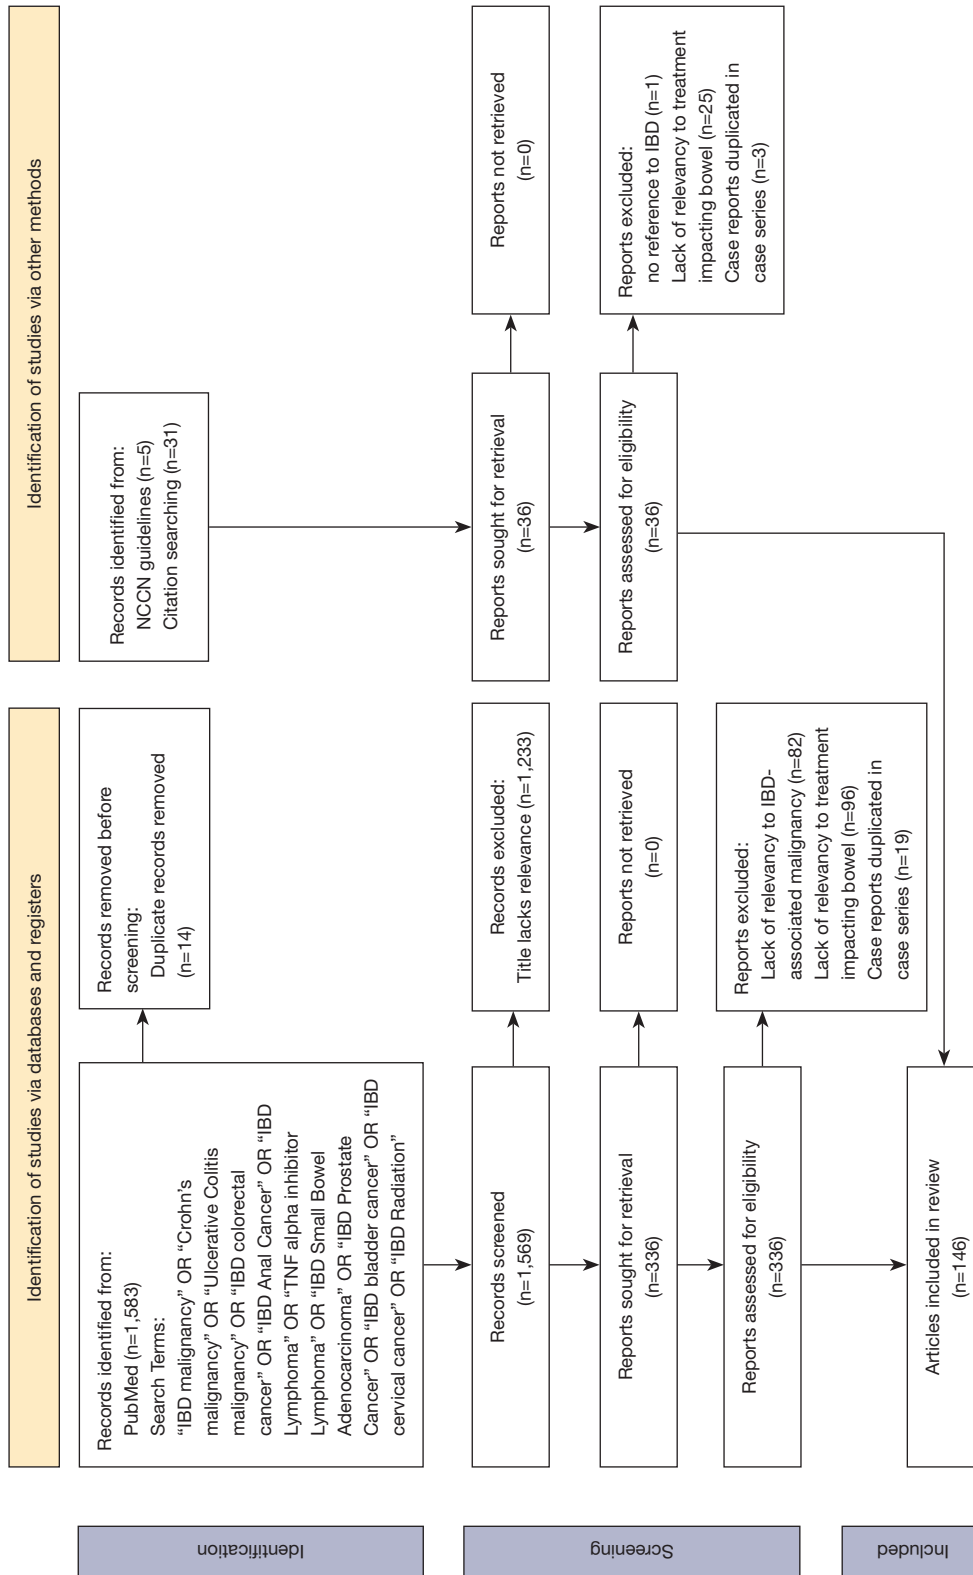 Identification of studies via databases and registers
Identification of studies via other methods
Identification
Records identified from:
PubMed (n=1,583)
Search Terms:
“IBD malignancy” OR “Crohn’s
malignancy” OR “Ulcerative Colitis
malignancy” OR “IBD colorectal
cancer” OR “IBD Anal Cancer” OR “IBD
Lymphoma” OR “TNF alpha inhibitor
Lymphoma” OR “IBD Small Bowel
Adenocarcinoma” OR “IBD Prostate
Cancer” OR “IBD bladder cancer” OR “IBD
cervical cancer” OR “IBD Radiation”
Records removed before
screening:
Duplicate records removed
(n=14)
Records identified from:
NCCN guidelines (n=5)
Citation searching (n=31)
Screening
Records screened
(n=1,569)
Records excluded:
Title lacks relevance (n=1,233)
Reports sought for retrieval
(n=336)
Reports not retrieved
(n=0)
Reports sought for retrieval
(n=36)
Reports not retrieved
(n=0)
Reports assessed for eligibility
(n=336)
Reports excluded:
Lack of relevancy to IBD-
associated malignancy (n=82)
Lack of relevancy to treatment
impacting bowel (n=96)
Case reports duplicated in
case series (n=19)
Reports assessed for eligibility
(n=36)
Reports excluded:
no reference to IBD (n=1)
Lack of relevancy to treatment
impacting bowel (n=25)
Case reports duplicated in
case series (n=3)
Included
Articles included in review
(n=146)